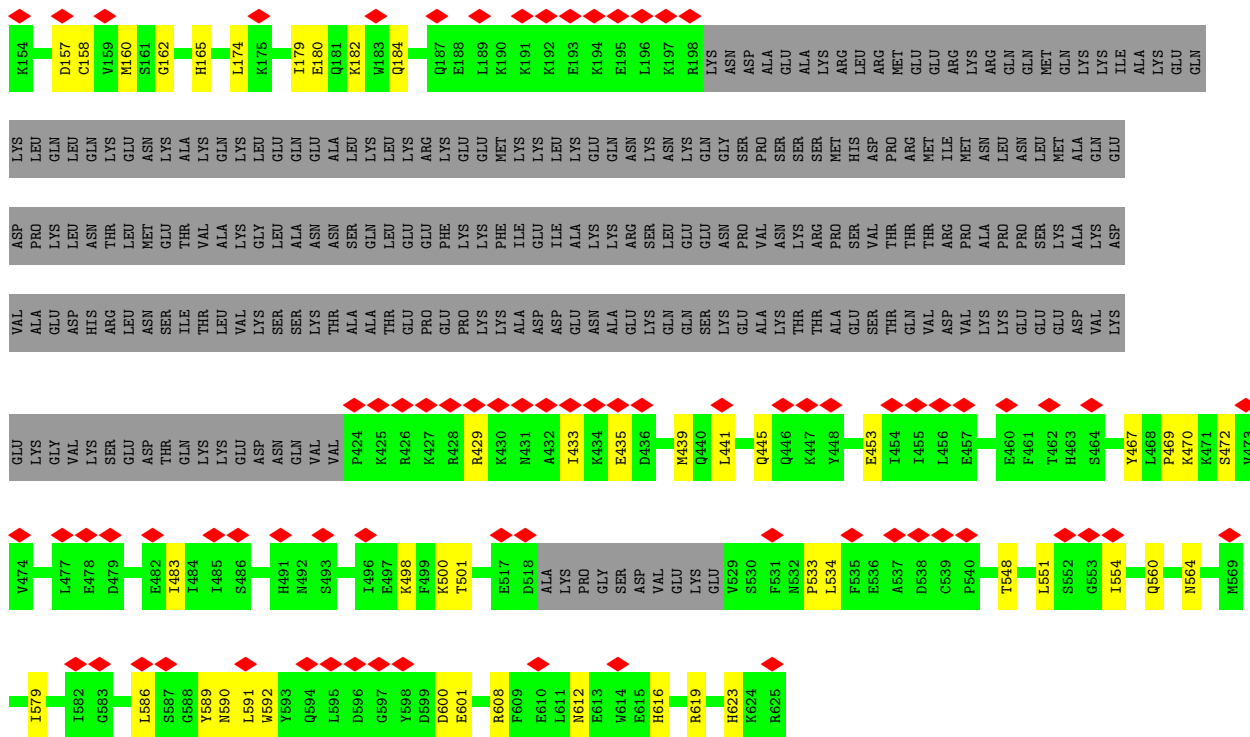 K154 D157 C158 V159 M160 S161 G162 H165 L174 K175 I179 E180 Q181 K182 W183 Q184 Q187 E188 L189 K190 K191 K192 E193 K194 E195 L196 K197 R198 LYS ASN ASP ALA GLU ALA LYS ARG LEU ARG MET GLU GLU ARG LYS ARG GLN GLN MET GLN LYS LYS ILE ALA LYS GLU GLN
LYS LEU GLN LEU GLN LYS GLU ASN LYS ALA LYS GLN LYS LEU GLU GLN GLU ALA LEU LYS LEU LYS ARG LYS GLU GLU MET LYS LYS LEU LYS GLU GLN ASN LYS ASN LYS GLN GLY SER PRO SER SER SER MET HIS ASP PRO ARG MET ILE MET ASN LEU ASN LEU MET ALA GLN GLU
ASP PRO LYS LEU ASN THR LEU MET GLU THR VAL ALA LYS GLY LEU ALA ASN ASN SER GLN LEU GLU GLU PHE LYS LYS PHE ILE GLU ILE ALA LYS LYS ARG SER LEU GLU GLU ASN PRO VAL ASN LYS ARG PRO SER VAL THR THR THR ARG PRO ALA PRO PRO SER LYS ALA LYS ASP
VAL ALA GLU ASP HIS ARG LEU ASN SER ILE THR LEU VAL LYS SER SER LYS THR ALA ALA THR GLU PRO GLU PRO LYS LYS ALA ASP ASP GLU ASN ALA GLU LYS GLN GLN SER LYS GLU ALA LYS THR THR ALA GLU SER THR GLN VAL ASP VAL LYS LYS GLU GLU GLU ASP VAL LYS
GLU LYS GLY VAL LYS SER GLU ASP THR GLN LYS LYS GLU ASP ASN GLN VAL VAL P424 K425 R426 K427 R428 R429 K430 N431 A432 I433 K434 E435 D436 M439 Q440 L441 Q445 Q446 K447 Y448 E453 I454 I455 L456 E457 E460 F461 T462 H463 S464 Y467 L468 P469 K470 K471 S472 V473
V474 L477 E478 D479 E482 I483 I484 I485 S486 H491 N492 S493 I496 E497 K498 F499 K500 T501 E517 D518 ALA LYS PRO GLY SER ASP VAL GLU LYS GLU V529 S530 F531 N532 P533 L534 F535 E536 A537 D538 C539 P540 T548 L551 S552 G553 I554 Q560 N564 M569
I579 I582 G583 L586 S587 G588 Y589 N590 L591 W592 Y593 Q594 L595 D596 G597 Y598 D599 D600 E601 R608 F609 E610 L611 N612 E613 W614 E615 H616 R619 H623 K624 R625